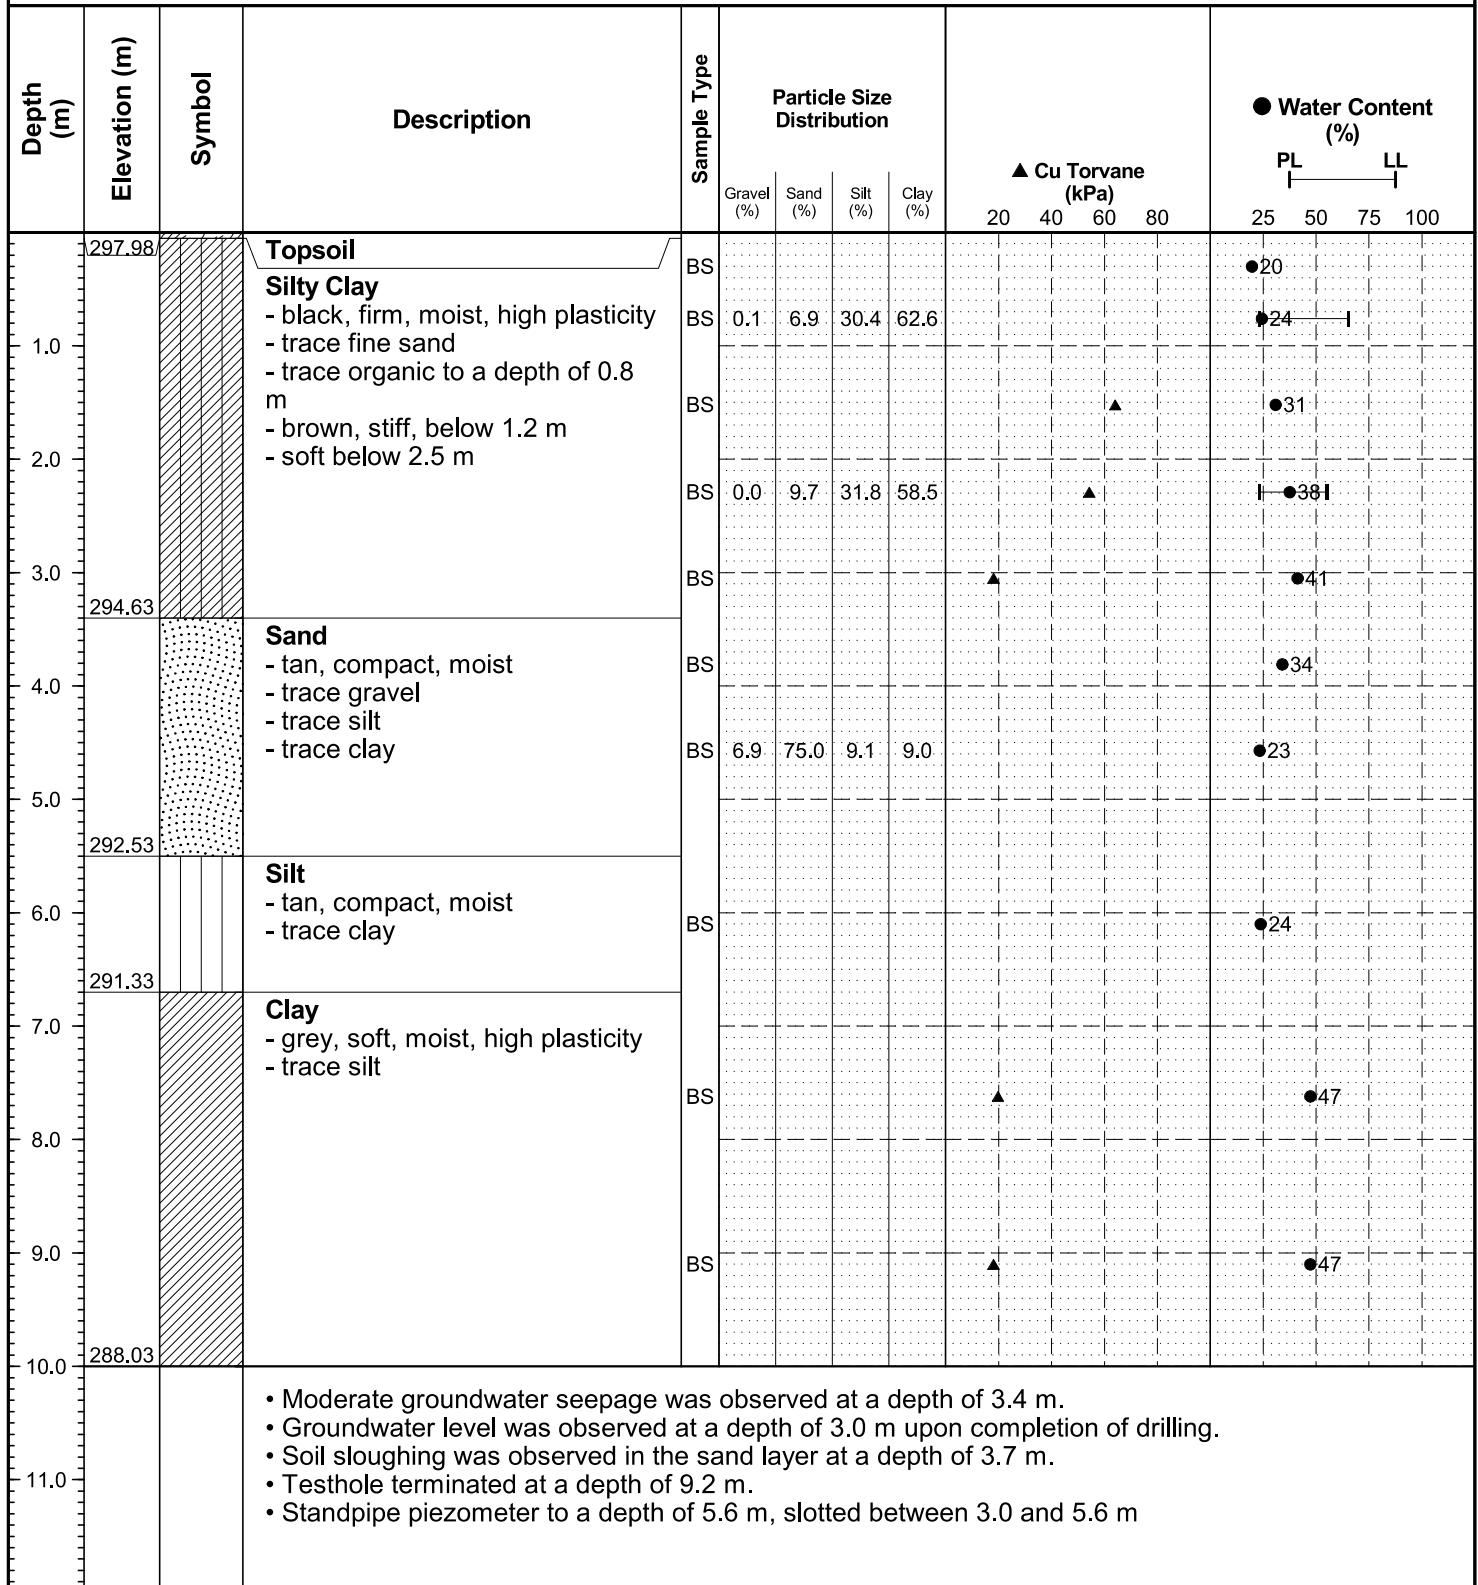 Depth
(m)
Elevation (m)
Symbol
Description
Sample Type
Particle Size
Distribution
Gravel
(%)
Sand
(%)
Silt
(%)
Clay
(%)
▲ Cu Torvane
(kPa)
20 40 60 80
● Water Content
(%)
PL LL
25 50 75 100
297.98
Topsoil
BS 20
Silty Clay
- black, firm, moist, high plasticity
BS 0.1 6.9 30.4 62.6 24
1.0
- trace fine sand
- trace organic to a depth of 0.8
m
BS 31
- brown, stiff, below 1.2 m
2.0
- soft below 2.5 m
BS 0.0 9.7 31.8 58.5 38
3.0
BS 41
294.63
Sand
- tan, compact, moist
BS 34
4.0
- trace gravel
- trace silt
- trace clay
BS 6.9 75.0 9.1 9.0 23
5.0
292.53
Silt
- tan, compact, moist
6.0
- trace clay
BS 24
291.33
Clay
7.0
- grey, soft, moist, high plasticity
- trace silt
BS 47
8.0
9.0
BS 47
288.03
10.0
• Moderate groundwater seepage was observed at a depth of 3.4 m.
• Groundwater level was observed at a depth of 3.0 m upon completion of drilling.
• Soil sloughing was observed in the sand layer at a depth of 3.7 m.
11.0
• Testhole terminated at a depth of 9.2 m.
• Standpipe piezometer to a depth of 5.6 m, slotted between 3.0 and 5.6 m